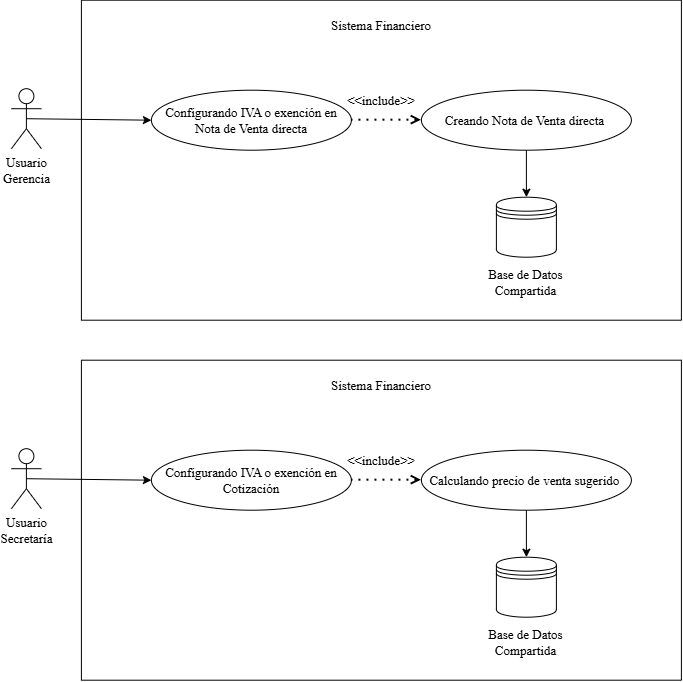 Sistema Financiero
Configurando IVA o exención en
Nota de Venta directa
<<include>>
Creando Nota de Venta directa
Usuario
Gerencia
Base de Datos
Compartida
Sistema Financiero
Configurando IVA o exención en
Cotización
<<include>>
Calculando precio de venta sugerido
Usuario
Secretaría
Base de Datos
Compartida